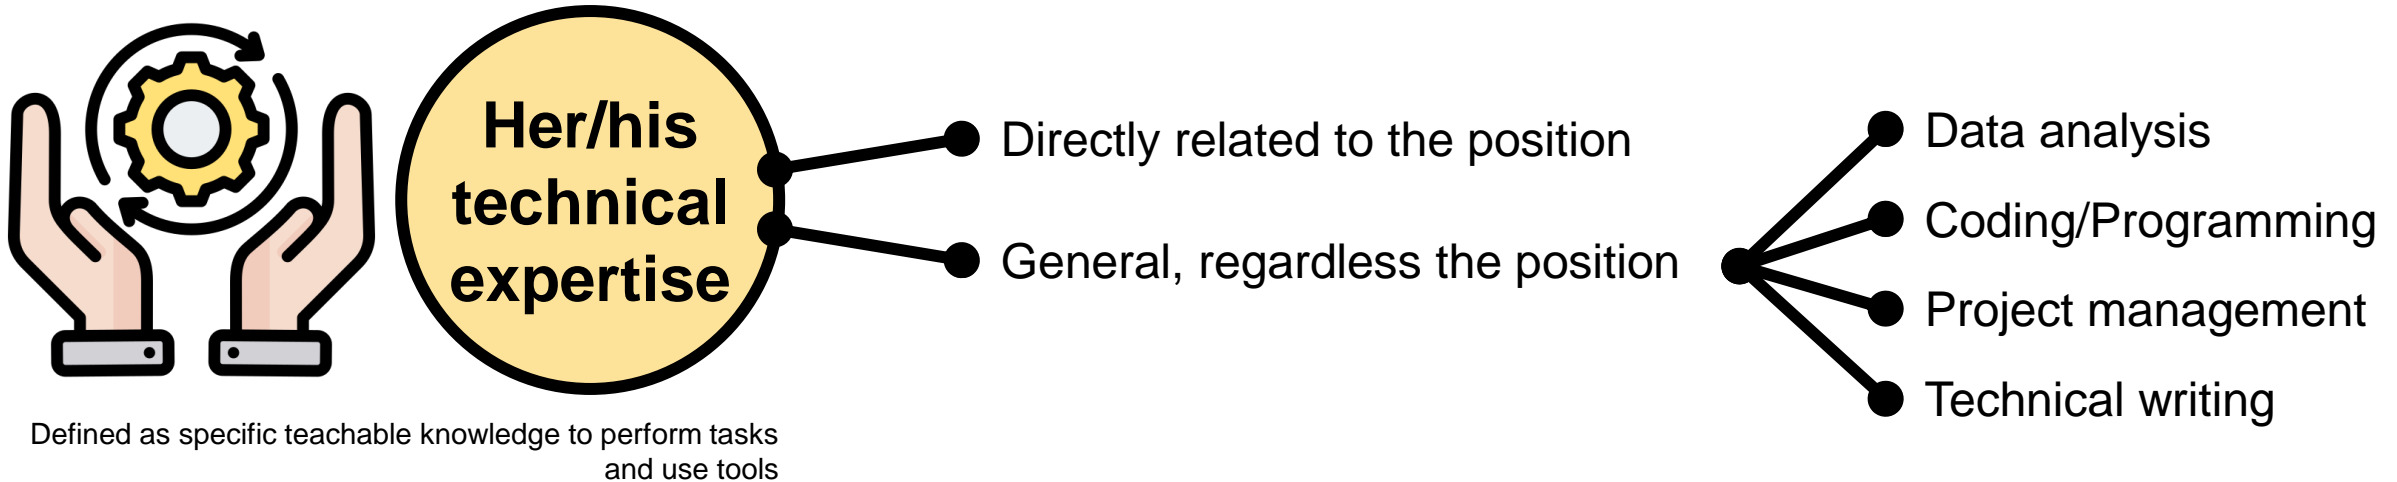 Her/his
technical
expertise
Defined as specific teachable knowledge to perform tasks
and use tools
Directly related to the position
General, regardless the position
Data analysis
Coding/Programming
Project management
Technical writing